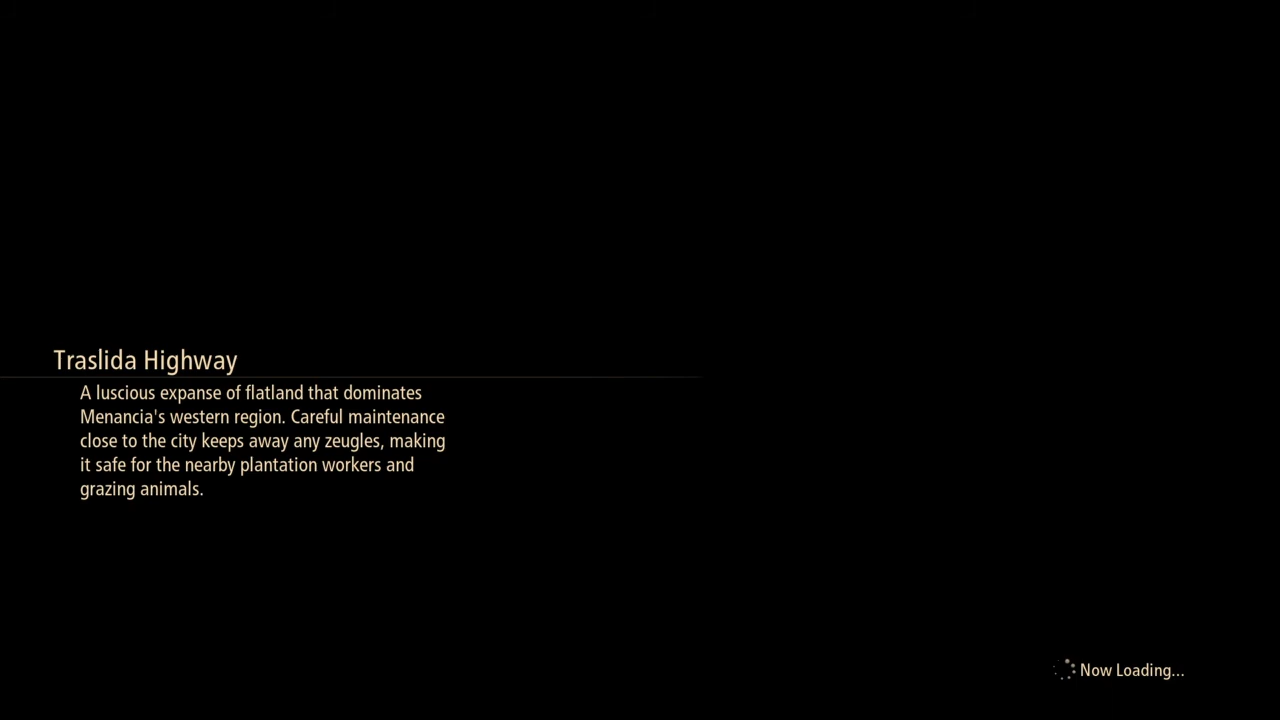 Traslida Highway
A luscious expanse of flatland that dominates
Menancia's western region. Careful maintenance
close to the city keeps away any zeugles, making
it safe for the nearby plantation workers and
grazing animals.
Now Loading...